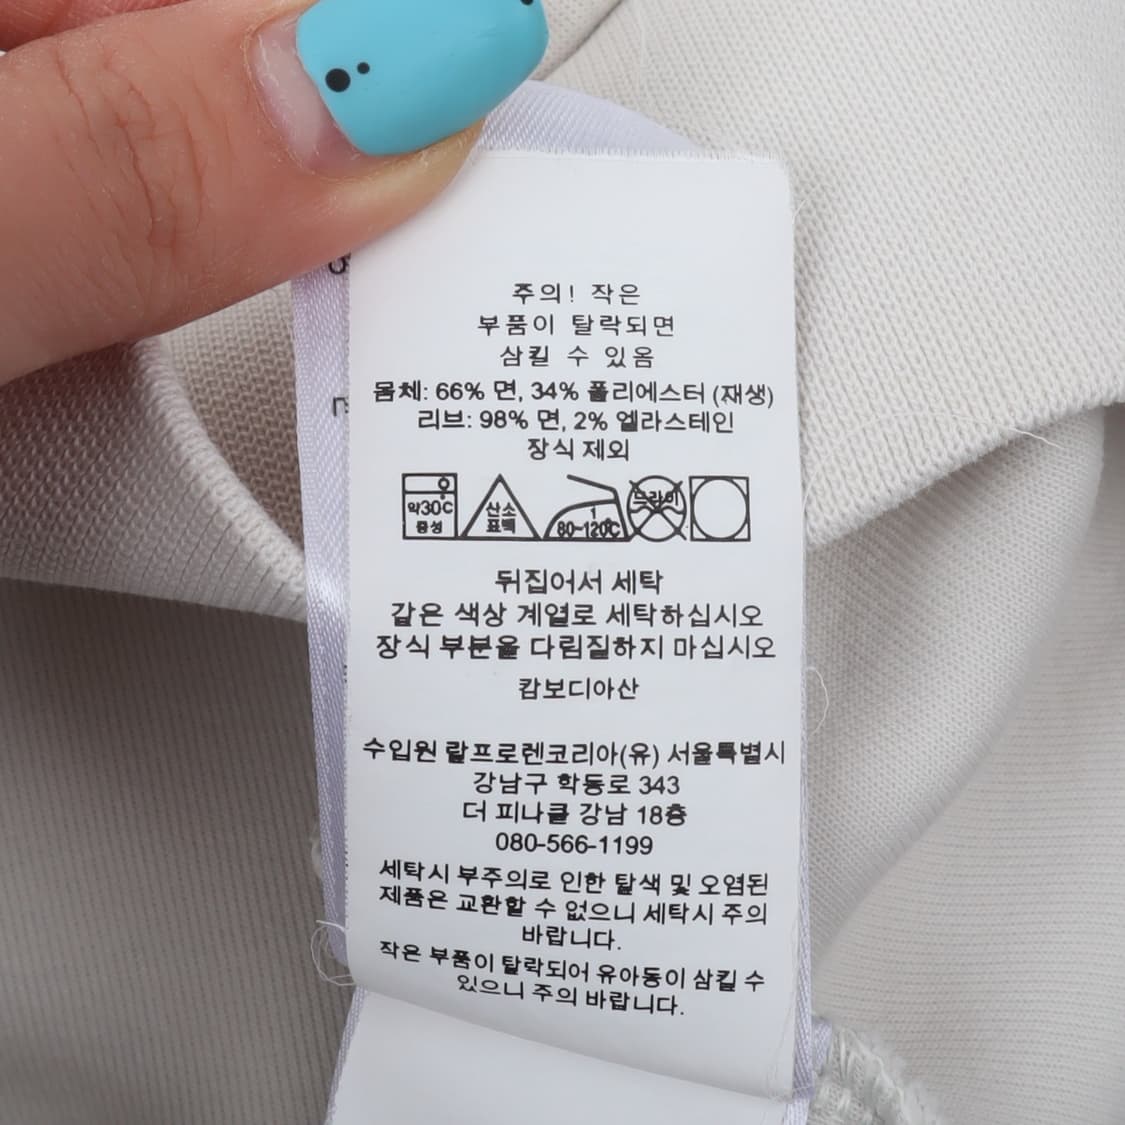 주의! 작은
부품이 탈락되면
삼킬 수 있음
몸체: 66% 면, 34% 폴리에스터 (재생)
리브: 98% 면, 2% 엘라스테인
장식 제외
약30℃
중성
산소
표백
1
80~120℃
드라이
뒤집어서 세탁
같은 색상 계열로 세탁하십시오
장식 부분을 다림질하지 마십시오
캄보디아산
수입원 랄프로렌코리아(유) 서울특별시
강남구 학동로 343
더 피나클 강남 18층
080-566-1199
세탁시 부주의로 인한 탈색 및 오염된
제품은 교환할 수 없으니 세탁시 주의
바랍니다.
작은 부품이 탈락되어 유아동이 삼킬 수
있으니 주의 바랍니다.